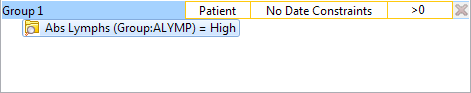 Group 1 Patient No Date Constraints >0
Abs Lymphs (Group:ALYMP) = High